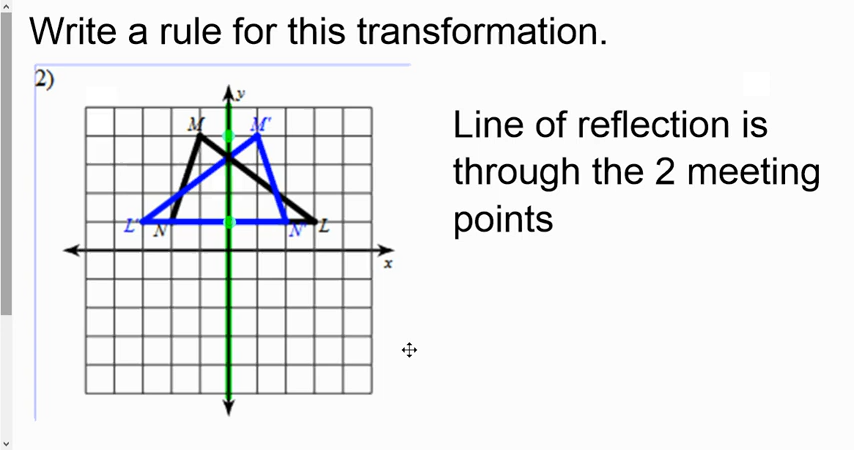 Write a rule for this transformation.
2)
y
M M'
Line of reflection is
through the 2 meeting
points
L' N N' L
x